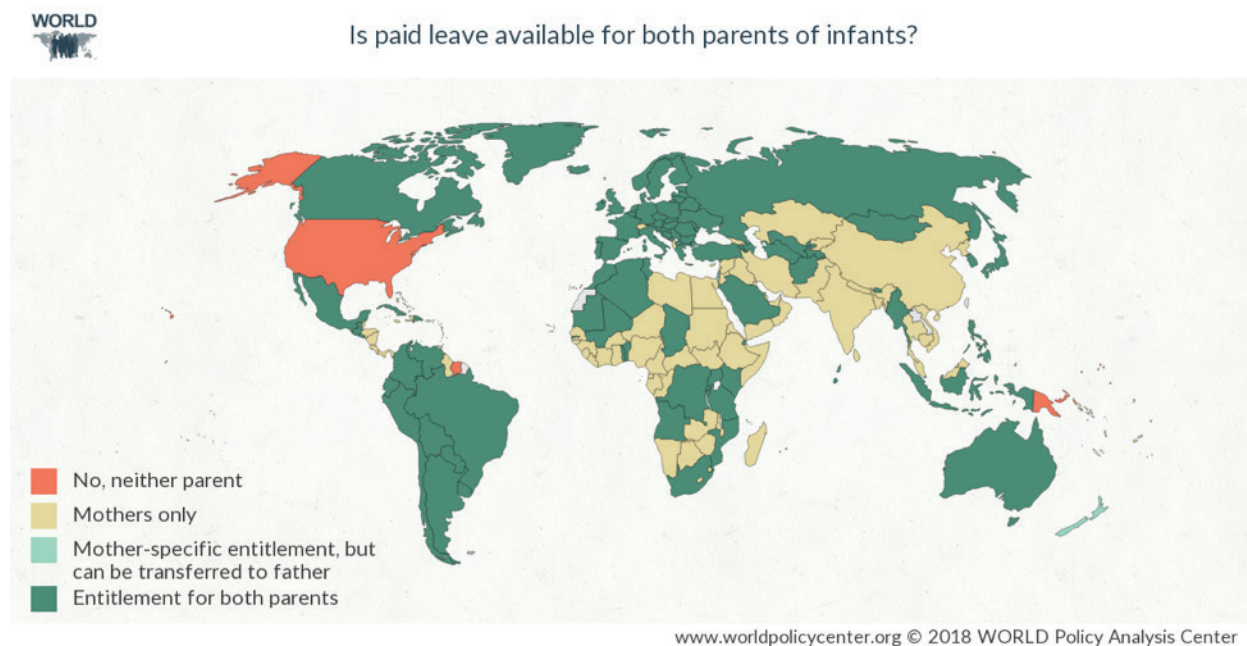 WORLD
Is paid leave available for both parents of infants?
No, neither parent
Mothers only
Mother-specific entitlement, but
can be transferred to father
Entitlement for both parents
www.worldpolicycenter.org © 2018 WORLD Policy Analysis Center